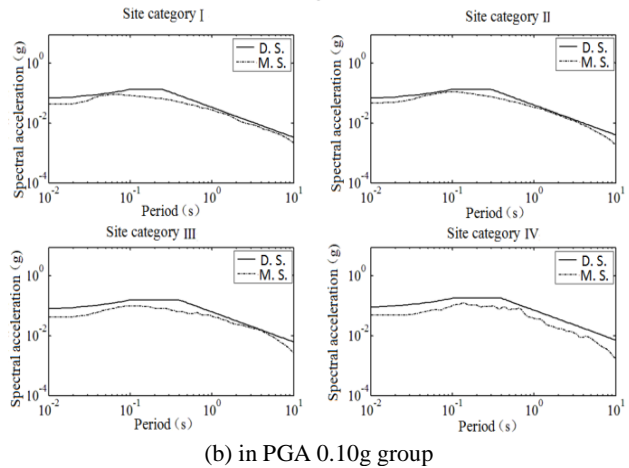 Site category I
Spectral acceleration (g)
10^0
10^-2
10^-4
D. S.
M. S.
10^-2
10^-1
10^0
10^1
Period (s)
Site category II
Spectral acceleration (g)
10^0
10^-2
10^-4
D. S.
M. S.
10^-2
10^-1
10^0
10^1
Period (s)
Site category III
Spectral acceleration (g)
10^0
10^-2
10^-4
D. S.
M. S.
10^-2
10^-1
10^0
10^1
Period (s)
Site category IV
Spectral acceleration (g)
10^0
10^-2
10^-4
D. S.
M. S.
10^-2
10^-1
10^0
10^1
Period (s)
(b) in PGA 0.10g group